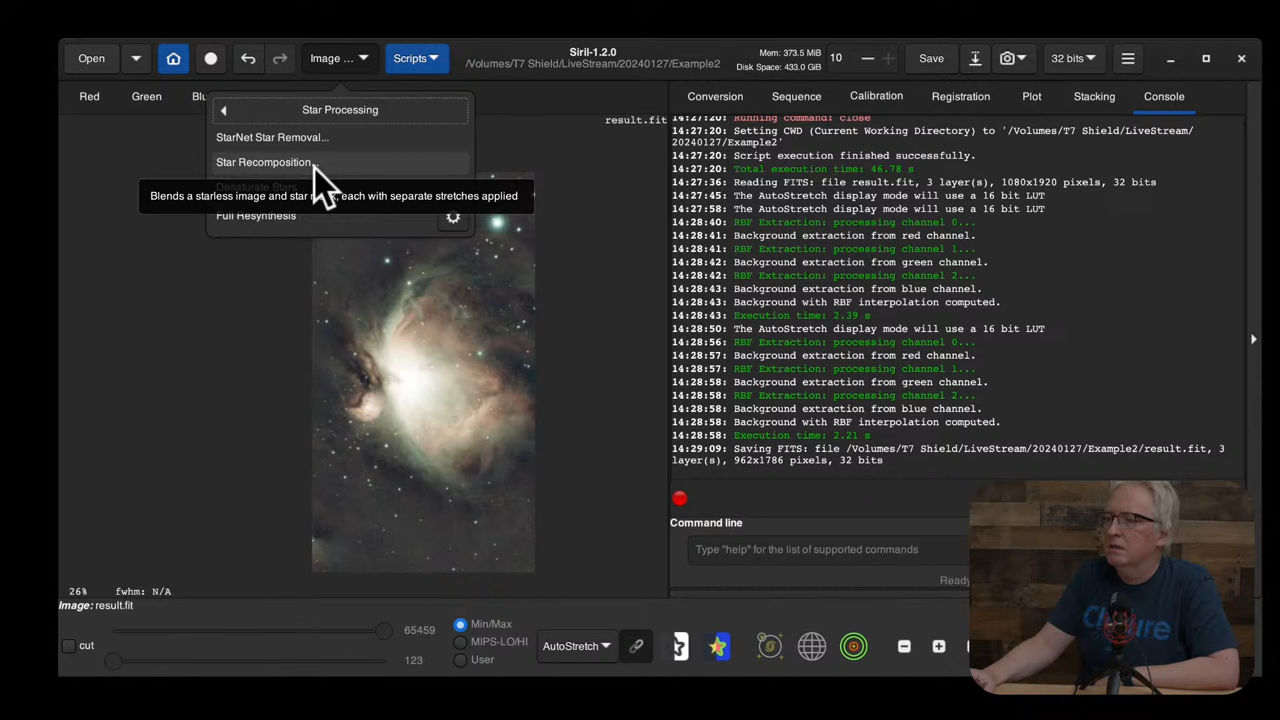 Siril-1.2.0
Open
Image ...
Scripts
/Volumes/T7 Shield/LiveStream/20240127/Example2
Mem: 373.5 MiB
Disk Space: 433.0 GiB
10
Save
32 bits
Red
Green
Star Processing
StarNet Star Removal...
Star Recomposition...
Desaturate Stars
Blends a starless image and star m each with separate stretches applied
Full Resynthesis
result.fit
Conversion
Sequence
Calibration
Registration
Plot
Stacking
Console
14:27:20: Running command: close
14:27:20: Setting CWD (Current Working Directory) to '/Volumes/T7 Shield/LiveStream/
20240127/Example2'
14:27:20: Script execution finished successfully.
14:27:20: Total execution time: 46.78 s
14:27:36: Reading FITS: file result.fit, 3 layer(s), 1080x1920 pixels, 32 bits
14:27:45: The AutoStretch display mode will use a 16 bit LUT
14:27:58: The AutoStretch display mode will use a 16 bit LUT
14:28:40: RBF Extraction: processing channel 0...
14:28:41: Background extraction from red channel.
14:28:41: RBF Extraction: processing channel 1...
14:28:42: Background extraction from green channel.
14:28:42: RBF Extraction: processing channel 2...
14:28:43: Background extraction from blue channel.
14:28:43: Background with RBF interpolation computed.
14:28:43: Execution time: 2.39 s
14:28:50: The AutoStretch display mode will use a 16 bit LUT
14:28:56: RBF Extraction: processing channel 0...
14:28:57: Background extraction from red channel.
14:28:57: RBF Extraction: processing channel 1...
14:28:58: Background extraction from green channel.
14:28:58: RBF Extraction: processing channel 2...
14:28:58: Background extraction from blue channel.
14:28:58: Background with RBF interpolation computed.
14:28:58: Execution time: 2.21 s
14:29:09: Saving FITS: file /Volumes/T7 Shield/LiveStream/20240127/Example2/result.fit, 3
layer(s), 962x1786 pixels, 32 bits
Command line
Type "help" for the list of supported commands
Ready
26%
fwhm: N/A
Image: result.fit
cut
65459
123
Min/Max
MIPS-LO/HI
User
AutoStretch